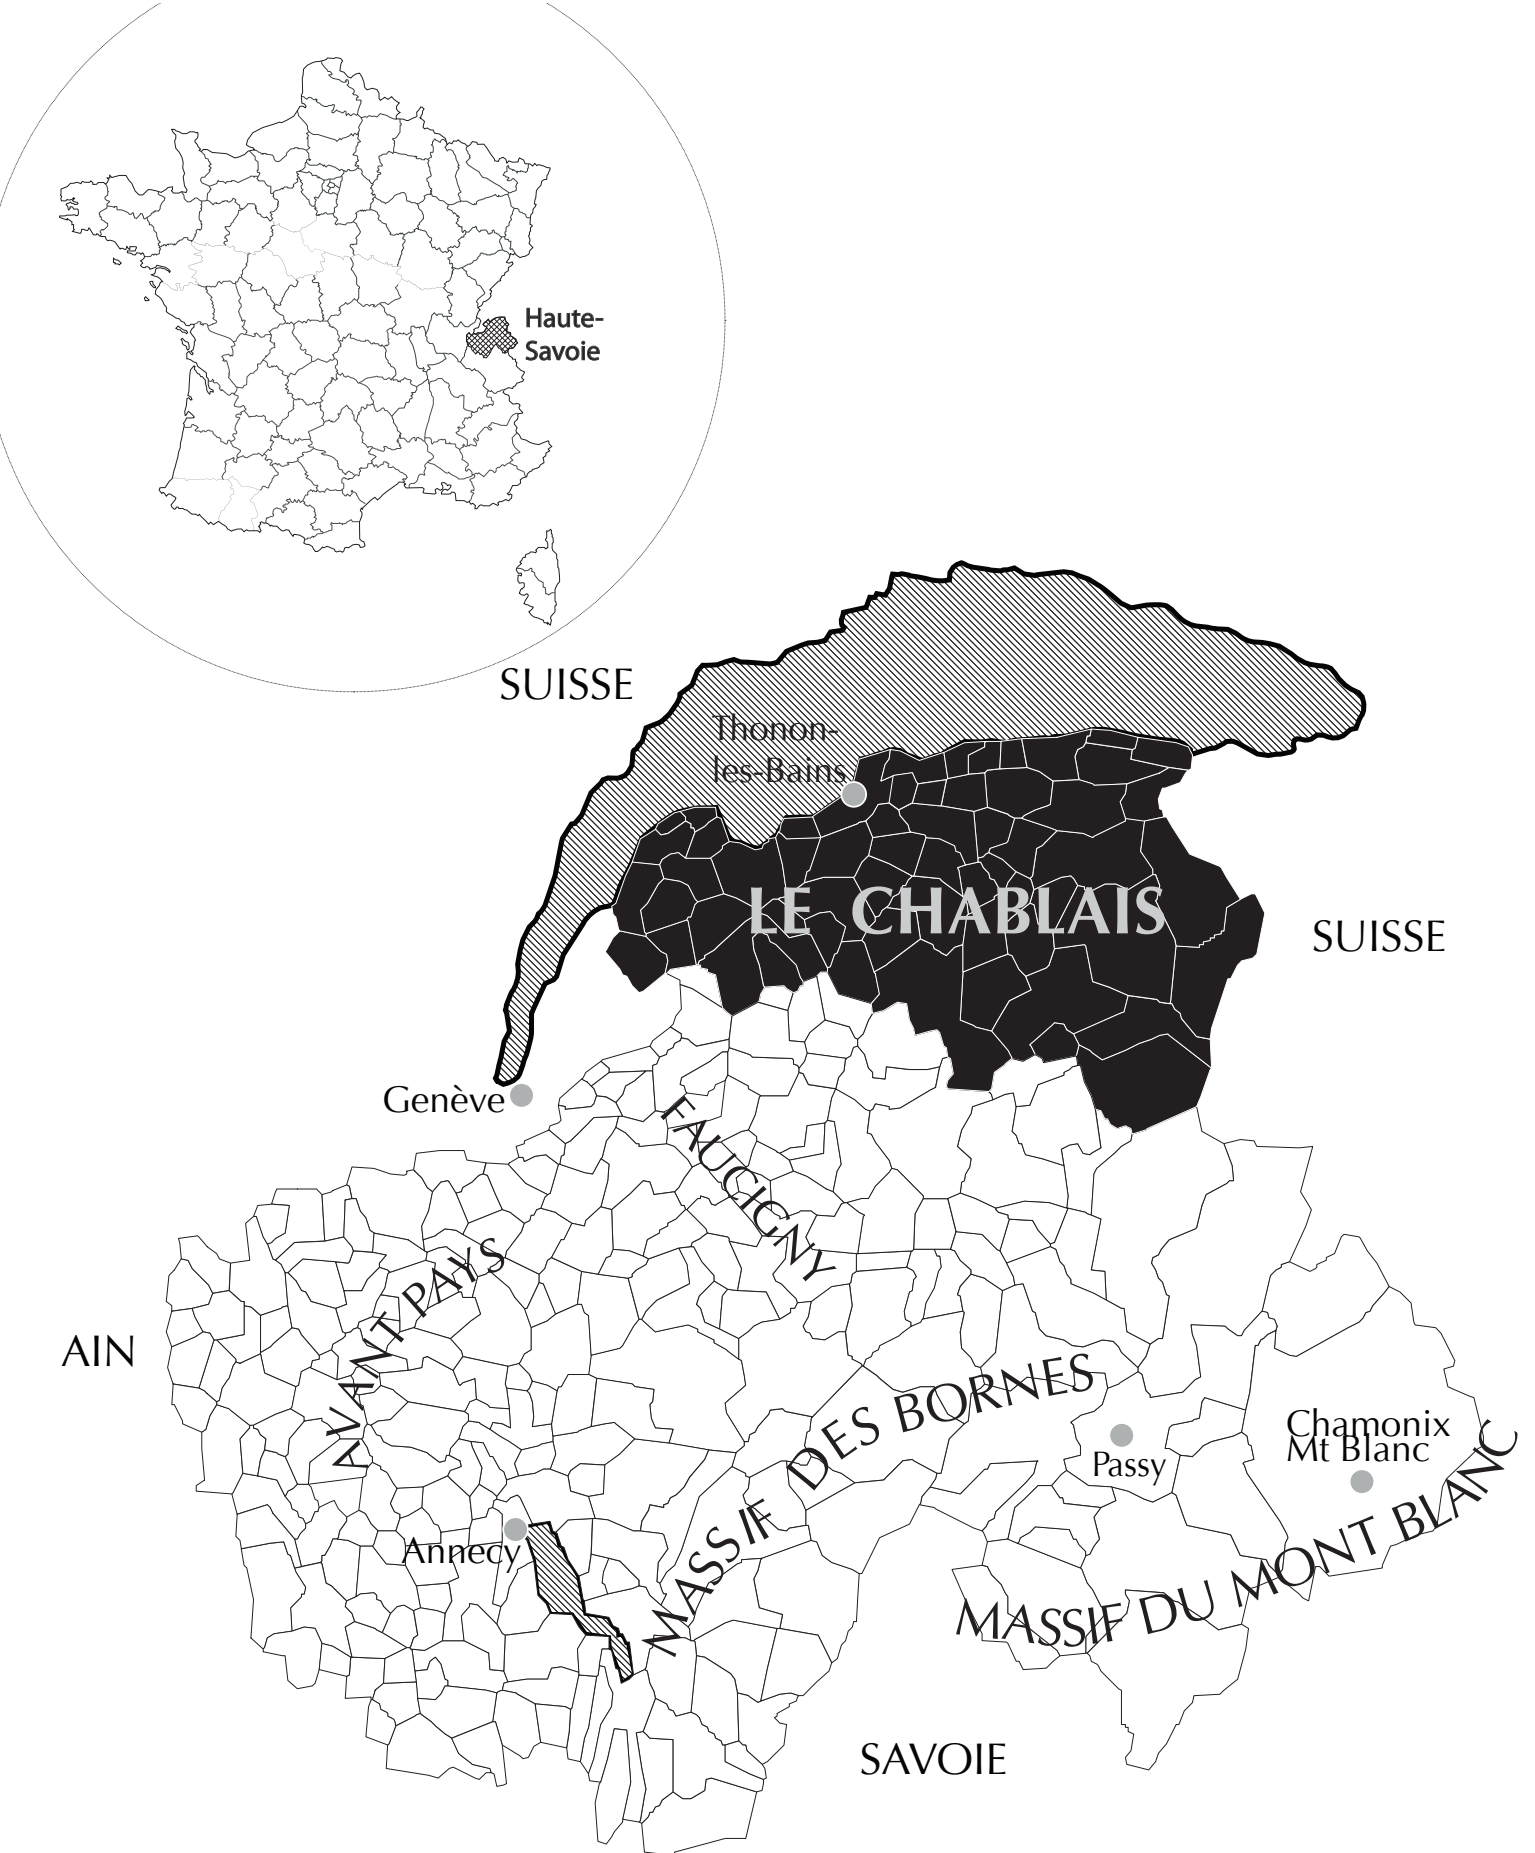 Haute-
Savoie
SUISSE
Thonon-
les-Bains
LE CHABLAIS
SUISSE
Genève
FAUCIGNY
AVANT PAYS
AIN
MASSIF DES BORNES
Passy
Chamonix
Mt Blanc
Annecy
MASSIF DU MONT BLANC
SAVOIE